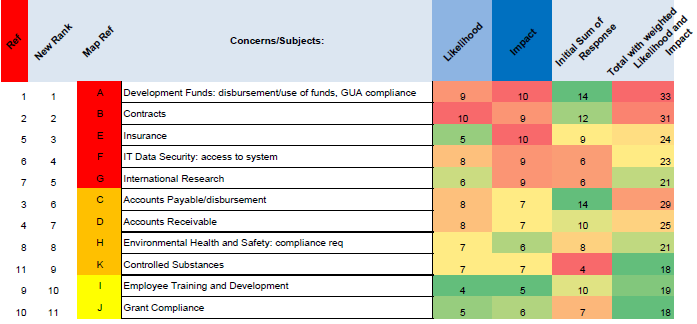 Ref New Rank Map Ref Concerns/Subjects: Likelihood Impact Initial Sum of Response Total with weighted Likelihood and Impact
1 1 A Development Funds: disbursement/use of funds, GUA compliance 9 10 14 33
2 2 B Contracts 10 9 12 31
5 3 E Insurance 5 10 9 24
6 4 F IT Data Security: access to system 8 9 6 23
7 5 G International Research 6 9 6 21
3 6 C Accounts Payable/disbursement 8 7 14 29
4 7 D Accounts Receivable 8 7 10 25
8 8 H Environmental Health and Safety: compliance req 7 6 8 21
11 9 K Controlled Substances 7 7 4 18
9 10 I Employee Training and Development 4 5 10 19
10 11 J Grant Compliance 5 6 7 18